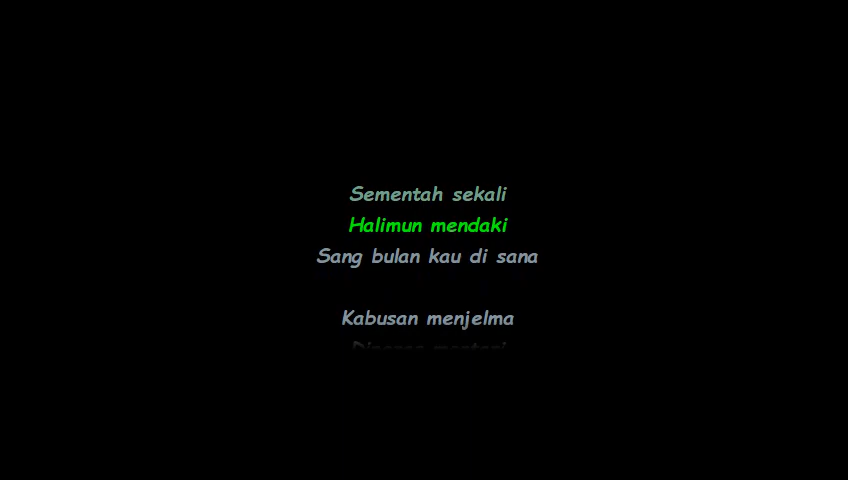 Sementah sekali
Halimun mendaki
Sang bulan kau di sana
Kabusan menjelma